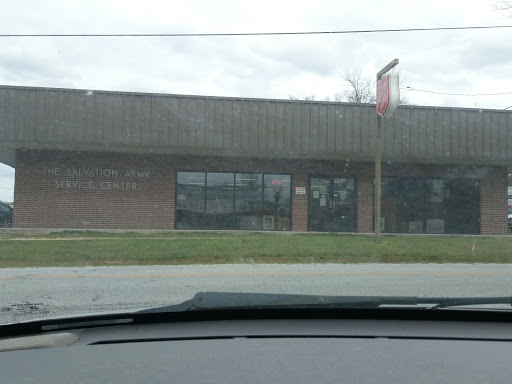 THE SALVATION ARMY
SERVICE CENTER